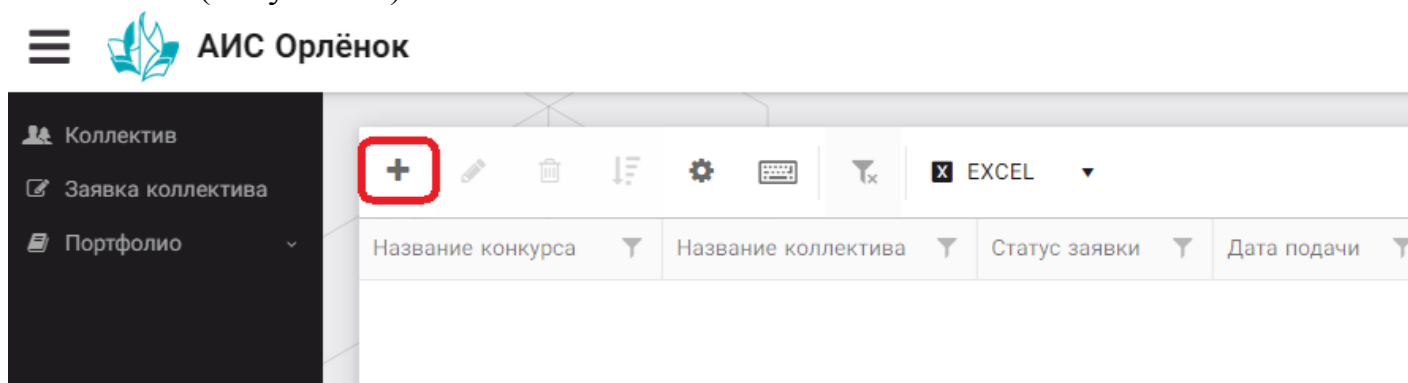 АИС Орлёнок
Коллектив
Заявка коллектива
Портфолио
X EXCEL
Название конкурса
Название коллектива
Статус заявки
Дата подачи